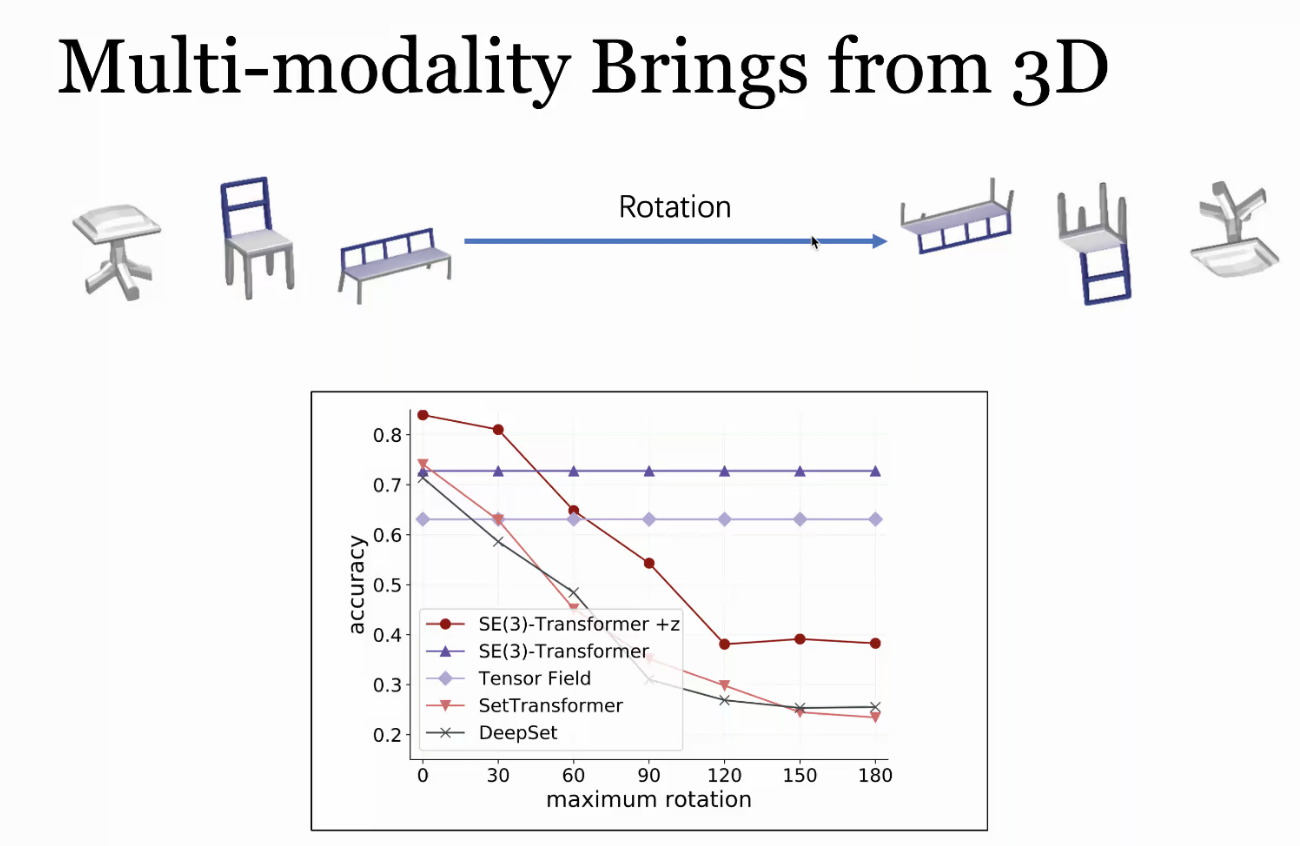 Multi-modality Brings from 3D
Rotation
0.8
0.7
0.6
0.5
0.4
0.3
0.2
accuracy
SE(3)-Transformer +z
SE(3)-Transformer
Tensor Field
SetTransformer
DeepSet
0 30 60 90 120 150 180
maximum rotation